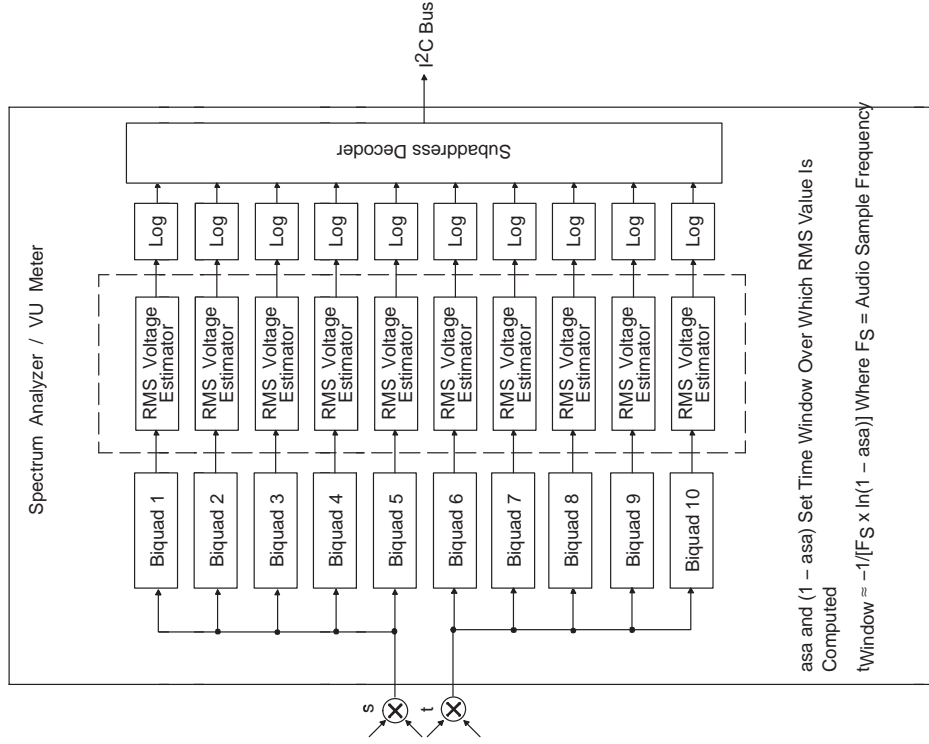 Spectrum Analyzer / VU Meter
s
t
Biquad 1
RMS Voltage
Estimator
Log
Biquad 2
RMS Voltage
Estimator
Log
Biquad 3
RMS Voltage
Estimator
Log
Biquad 4
RMS Voltage
Estimator
Log
Biquad 5
RMS Voltage
Estimator
Log
Biquad 6
RMS Voltage
Estimator
Log
Biquad 7
RMS Voltage
Estimator
Log
Biquad 8
RMS Voltage
Estimator
Log
Biquad 9
RMS Voltage
Estimator
Log
Biquad 10
RMS Voltage
Estimator
Log
Subaddress Decoder
I2C Bus
asa and (1 – asa) Set Time Window Over Which RMS Value Is
Computed
tWindow ≈ –1/[FS x ln(1 – asa)] Where FS = Audio Sample Frequency